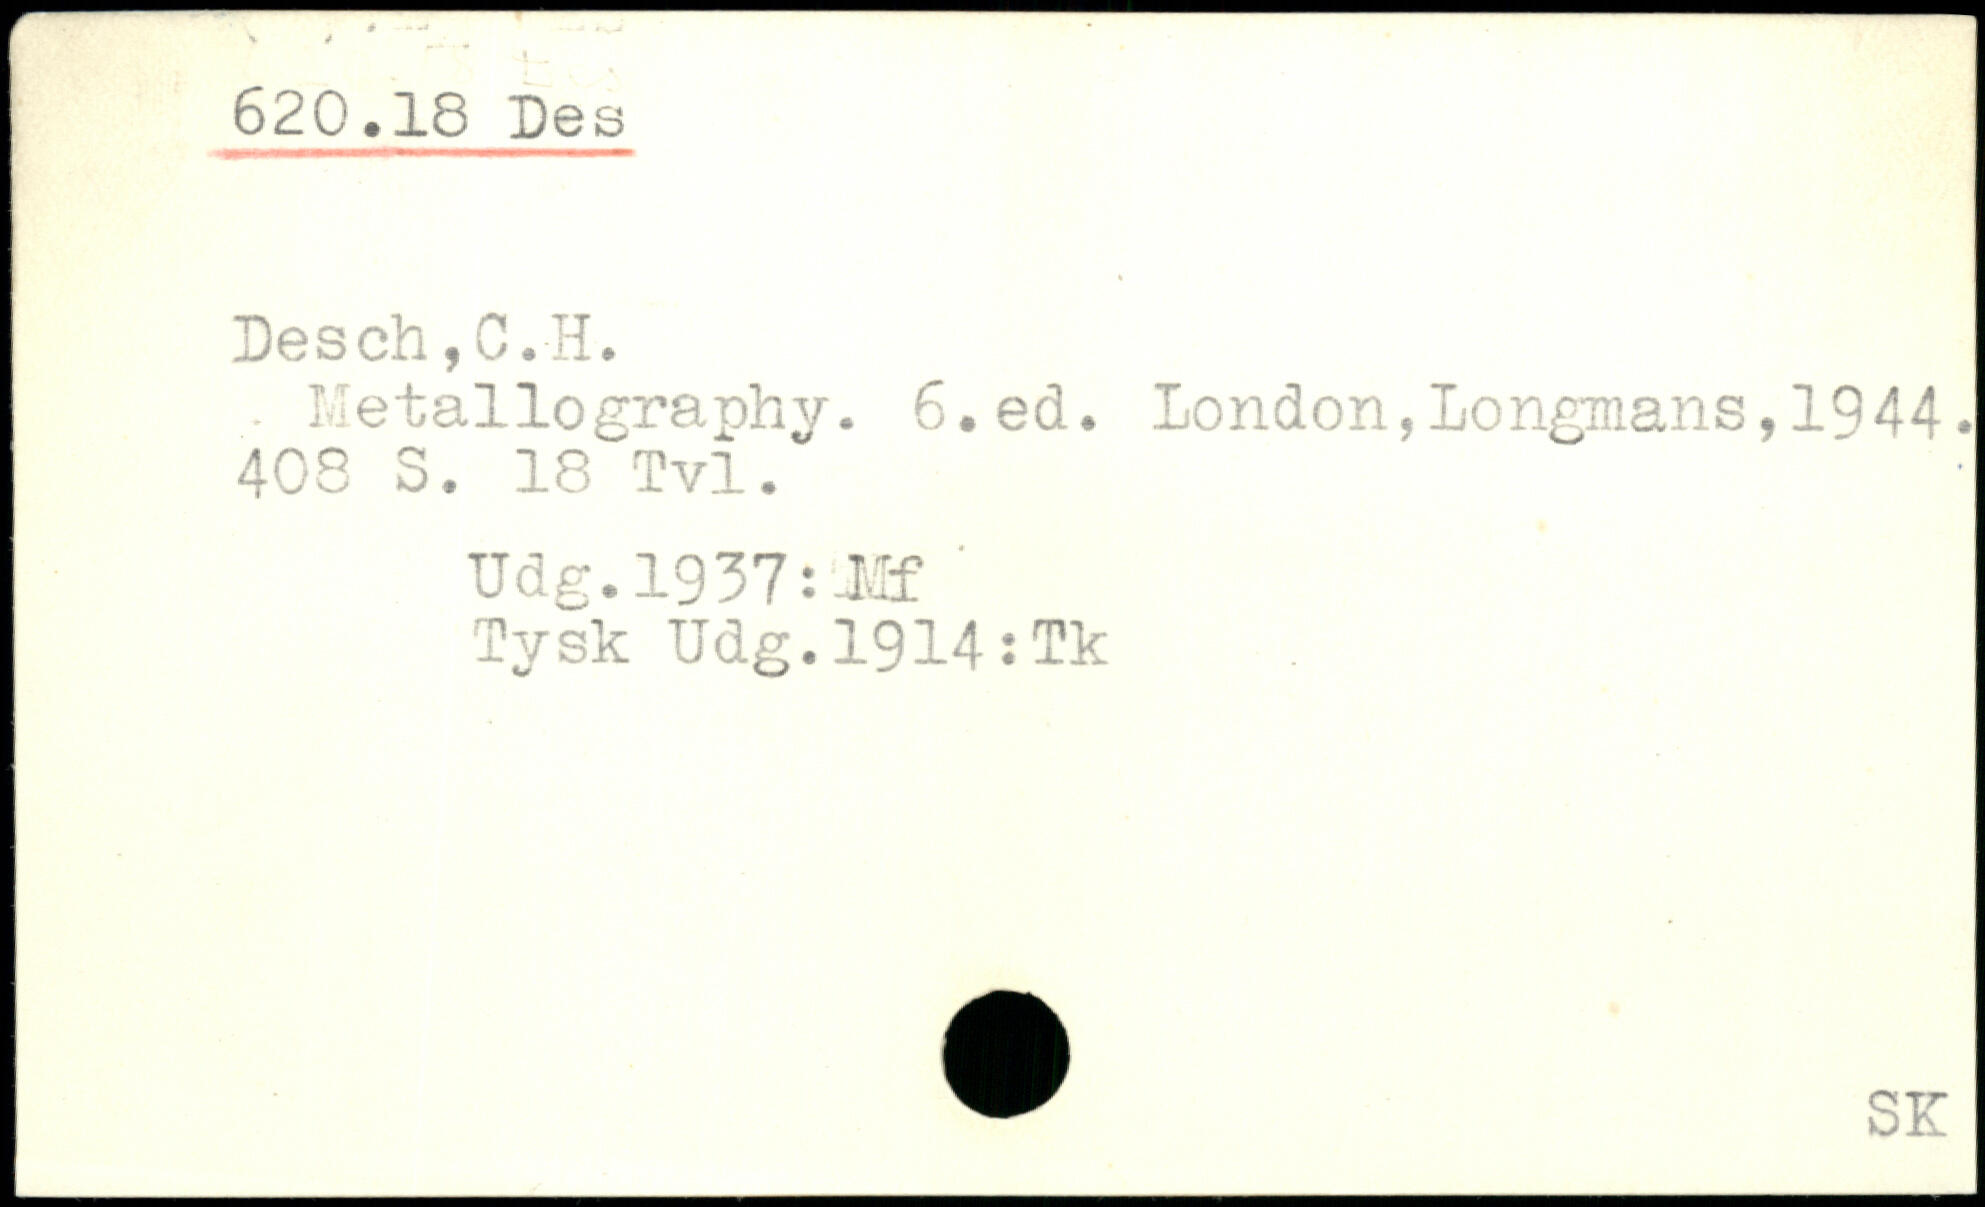 620.18 Des
Desch,C.H.
Metallography. 6.ed. London,Longmans,1944.
408 S. 18 Tvl.
Udg.1937: Mf
Tysk Udg.1914:Tk
SK